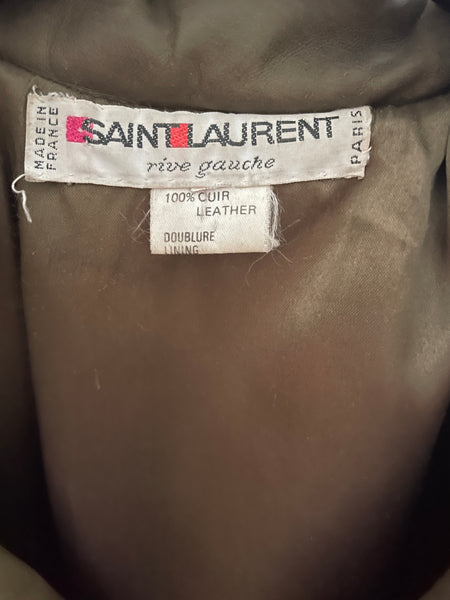 MADE IN
FRANCE
SAINT LAURENT
rive gauche
PARIS
100% CUIR
LEATHER
DOUBLURE
LINING